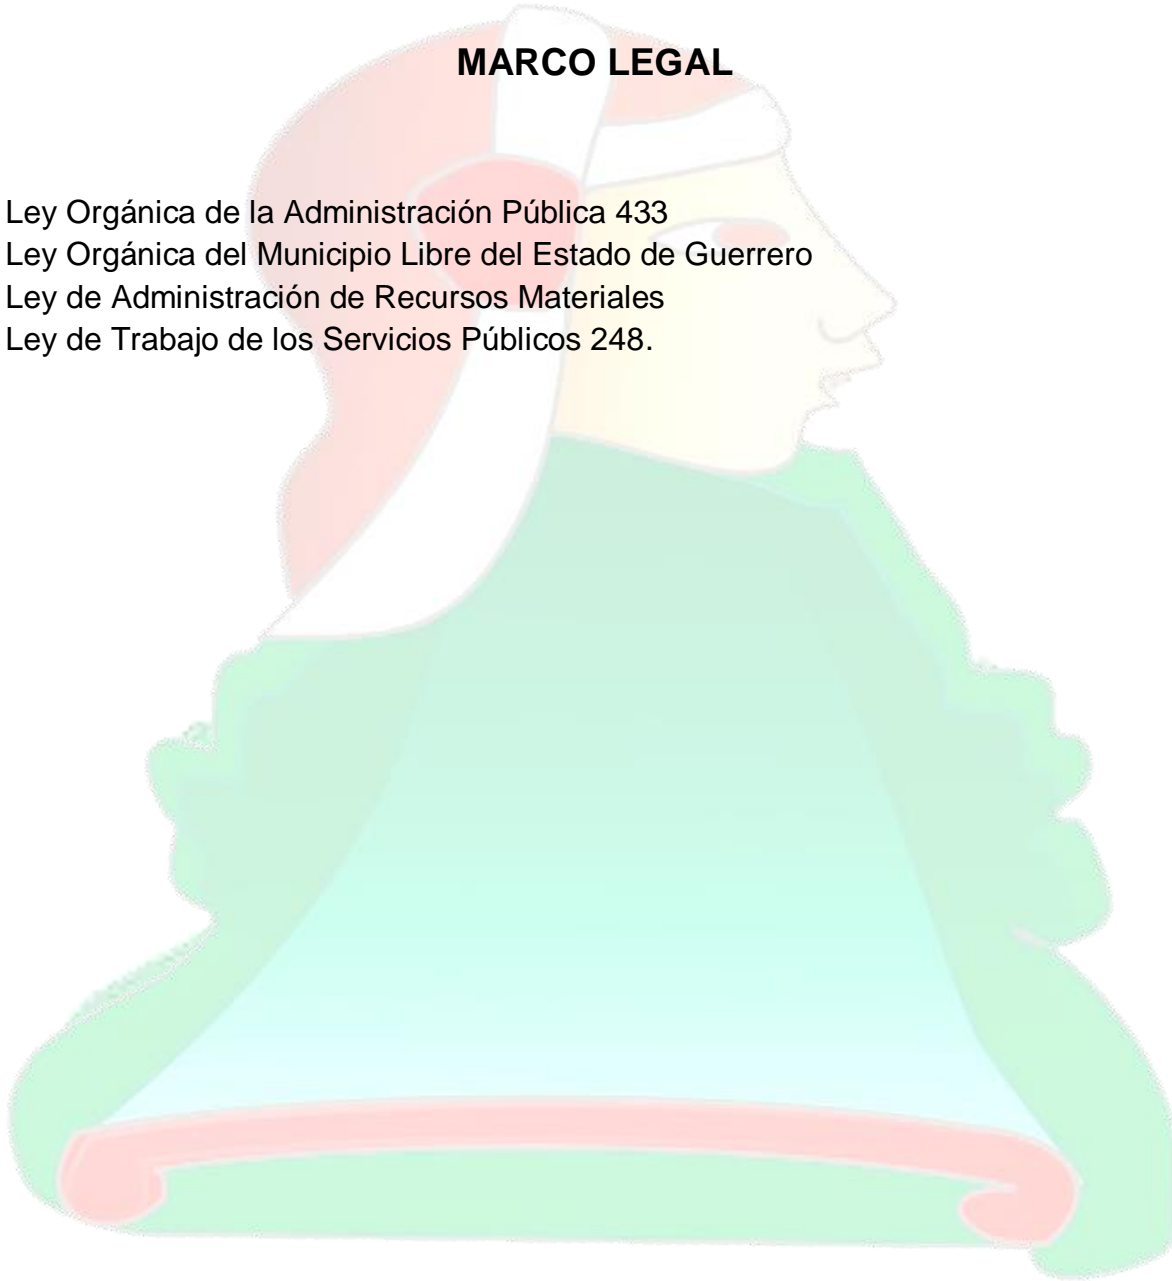 MARCO LEGAL
Ley Orgánica de la Administración Pública 433
Ley Orgánica del Municipio Libre del Estado de Guerrero
Ley de Administración de Recursos Materiales
Ley de Trabajo de los Servicios Públicos 248.